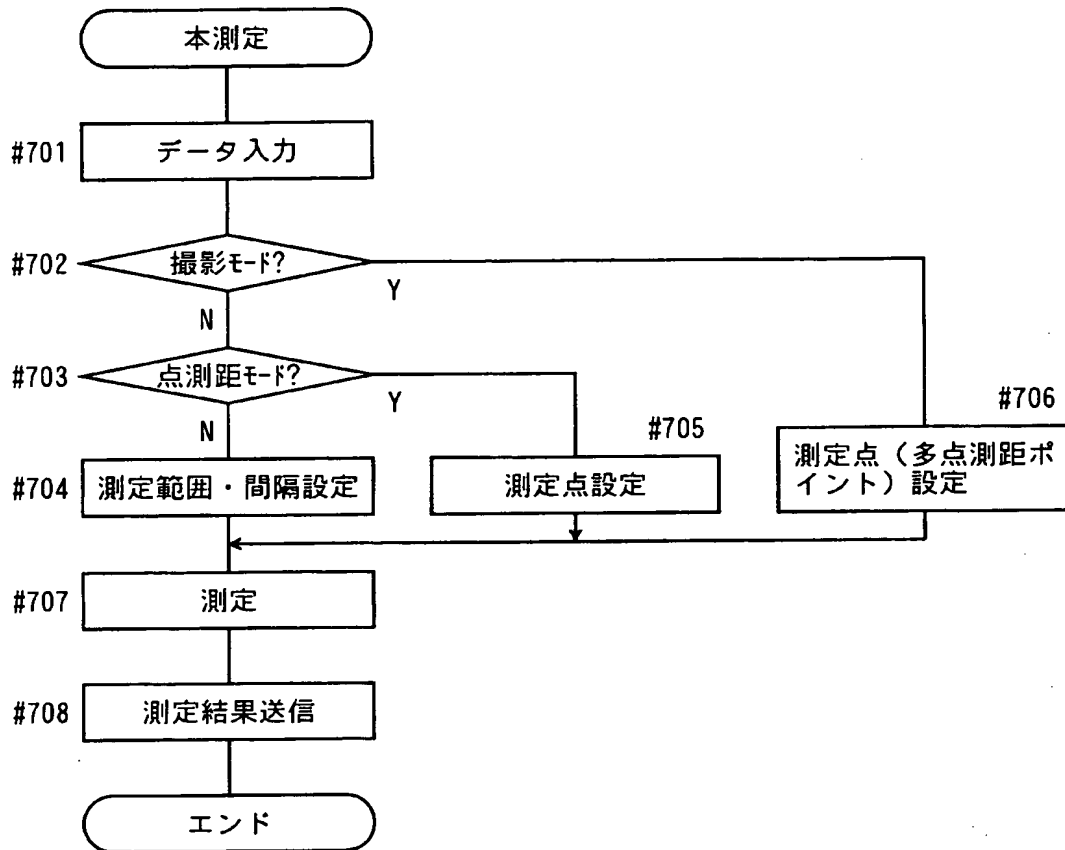 本測定
#701
データ入力
#702
撮影モード?
Y
N
#703
点測距モード?
Y
N
#706
#705
#704
測定範囲・間隔設定
測定点設定
測定点(多点測距ポ
イント)設定
#707
測定
#708
測定結果送信
エンド